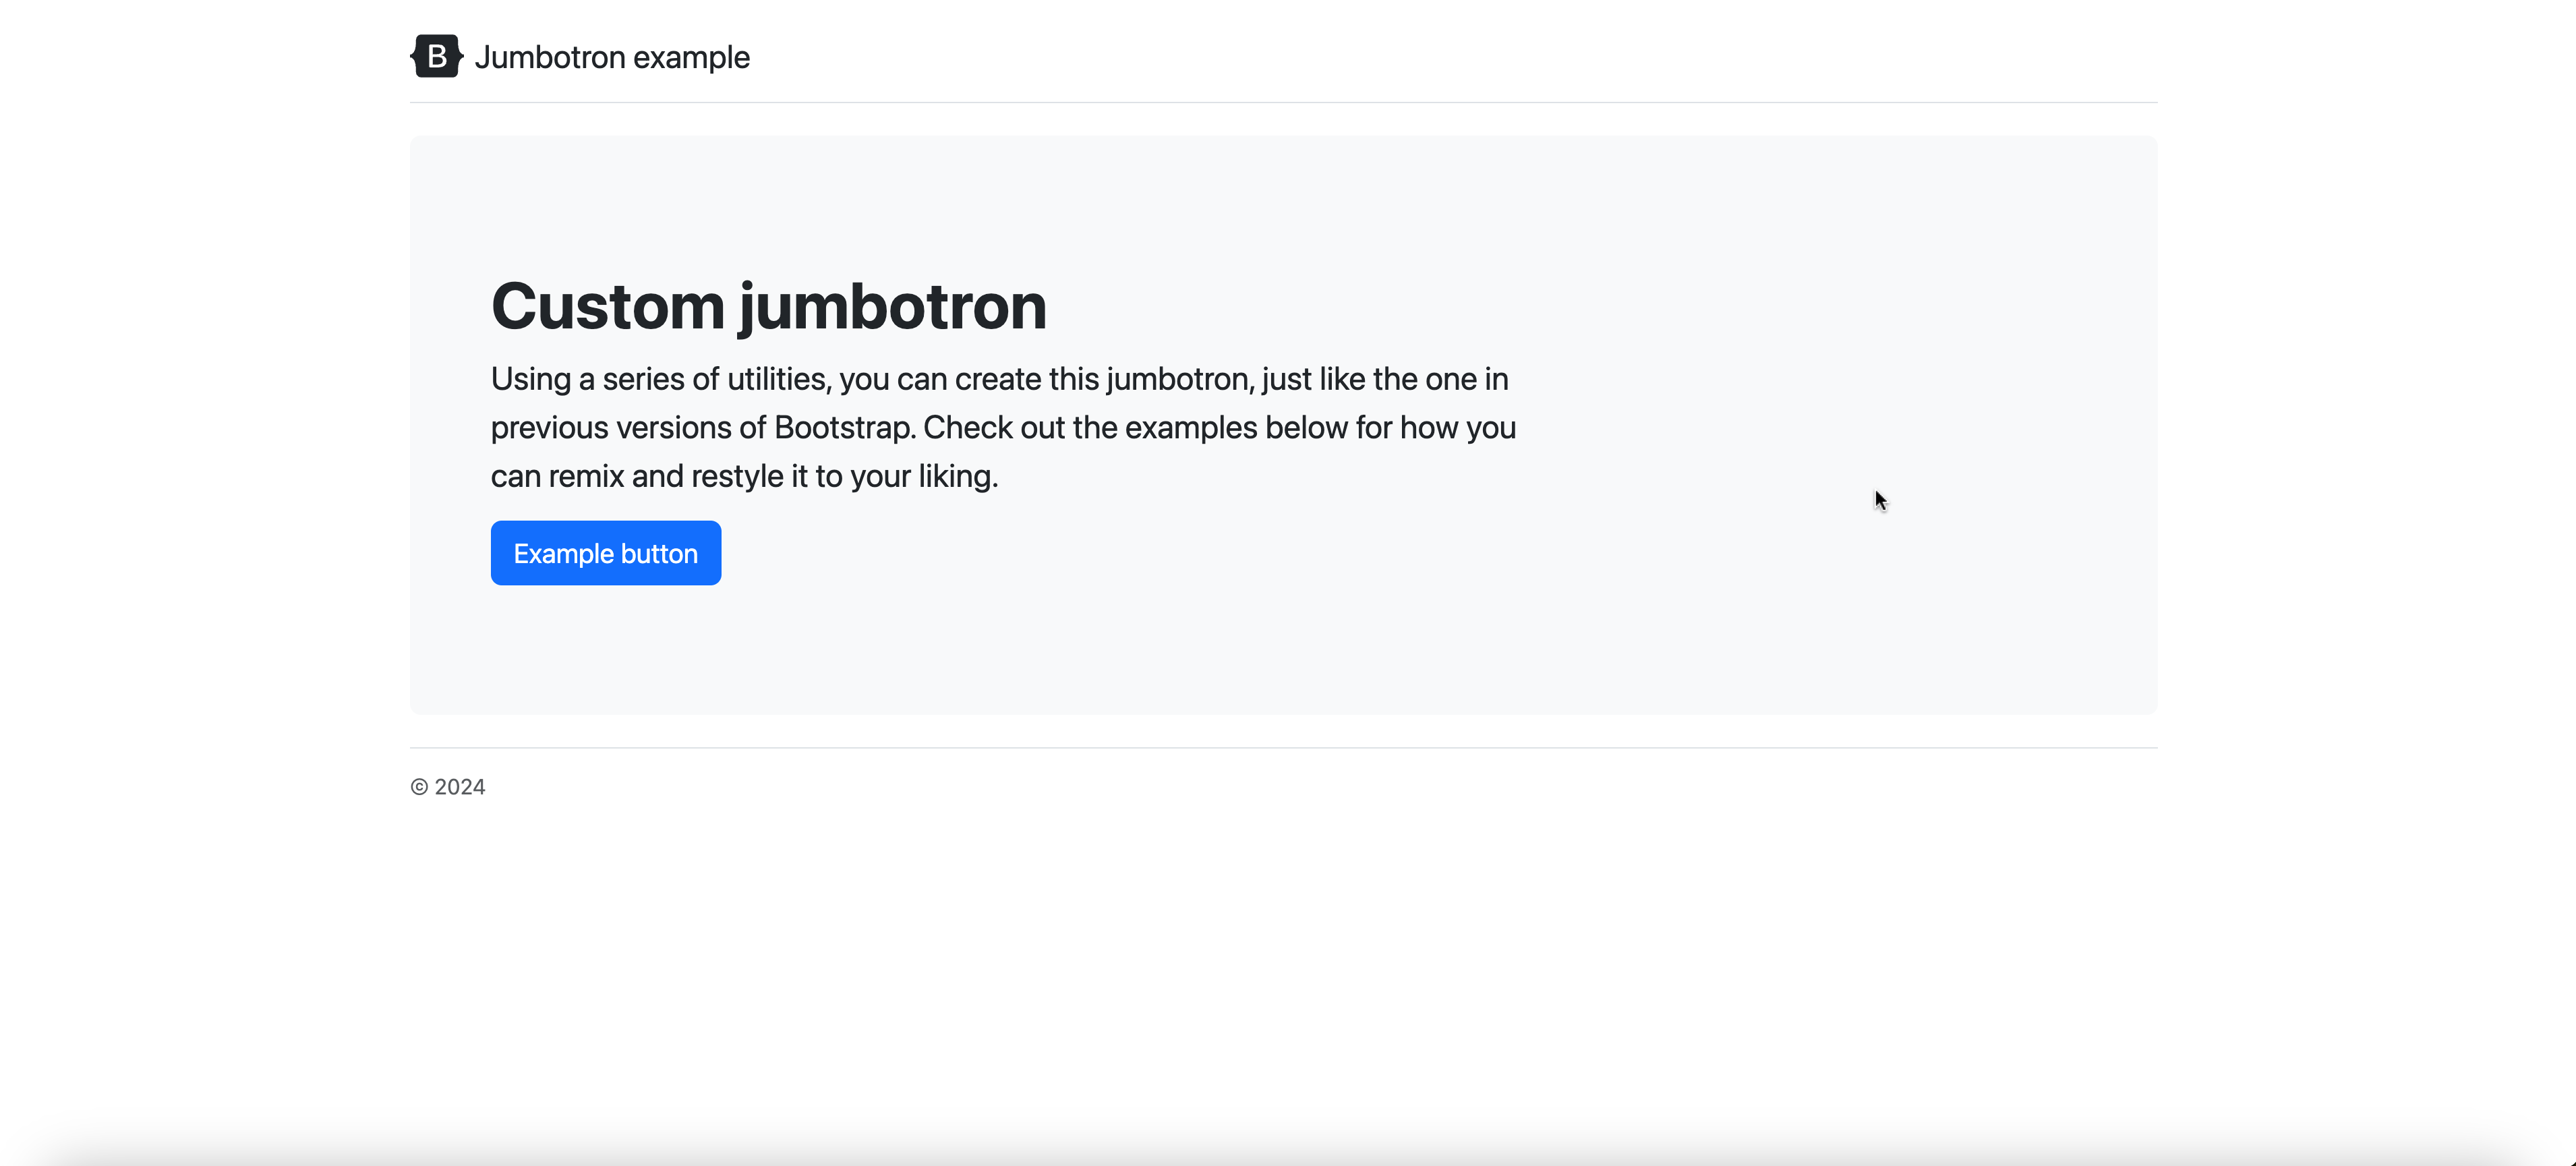 B Jumbotron example
Custom jumbotron
Using a series of utilities, you can create this jumbotron, just like the one in
previous versions of Bootstrap. Check out the examples below for how you
can remix and restyle it to your liking.
Example button
© 2024